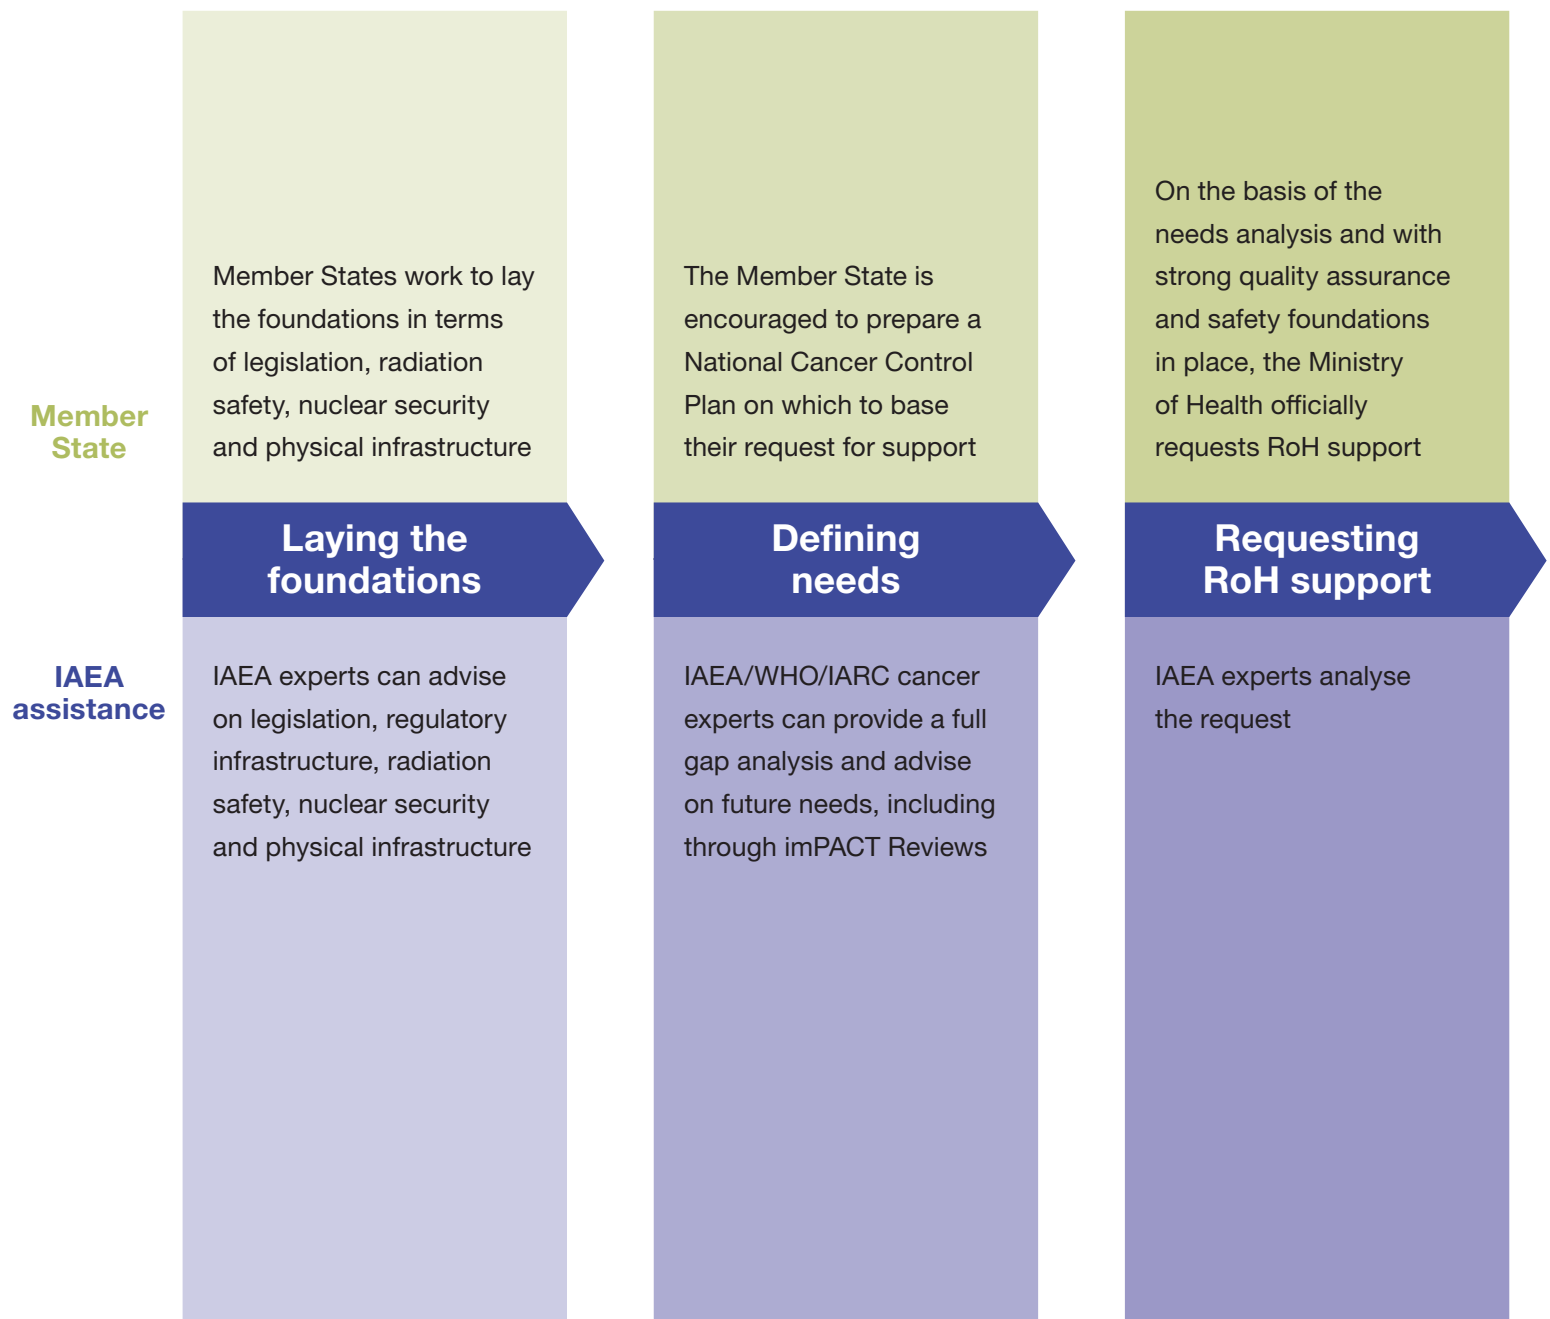 Member
State
Member States work to lay
the foundations in terms
of legislation, radiation
safety, nuclear security
and physical infrastructure
The Member State is
encouraged to prepare a
National Cancer Control
Plan on which to base
their request for support
On the basis of the
needs analysis and with
strong quality assurance
and safety foundations
in place, the Ministry
of Health officially
requests RoH support
Laying the
foundations
Defining
needs
Requesting
RoH support
IAEA
assistance
IAEA experts can advise
on legislation, regulatory
infrastructure, radiation
safety, nuclear security
and physical infrastructure
IAEA/WHO/IARC cancer
experts can provide a full
gap analysis and advise
on future needs, including
through imPACT Reviews
IAEA experts analyse
the request